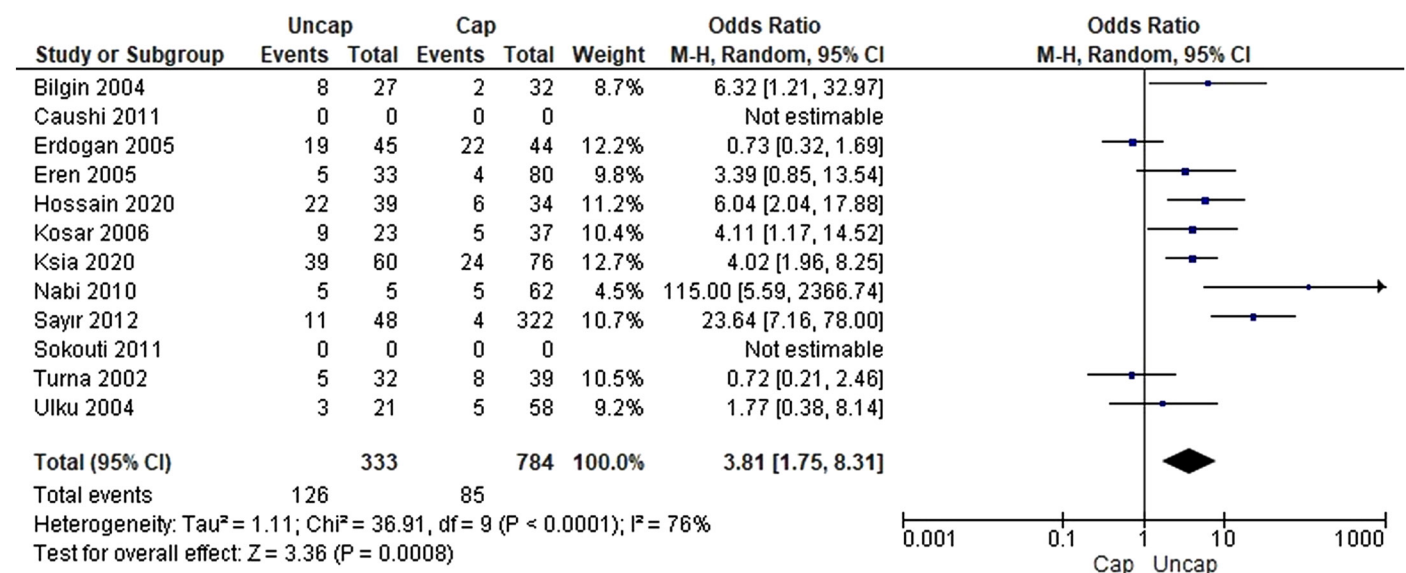 Uncap Cap Odds Ratio Odds Ratio
Study or Subgroup Events Total Events Total Weight M-H, Random, 95% CI M-H, Random, 95% CI
Bilgin 2004 8 27 2 32 8.7% 6.32 [1.21, 32.97]
Caushi 2011 0 0 0 0 Not estimable
Erdogan 2005 19 45 22 44 12.2% 0.73 [0.32, 1.69]
Eren 2005 5 33 4 80 9.8% 3.39 [0.85, 13.54]
Hossain 2020 22 39 6 34 11.2% 6.04 [2.04, 17.88]
Kosar 2006 9 23 5 37 10.4% 4.11 [1.17, 14.52]
Ksia 2020 39 60 24 76 12.7% 4.02 [1.96, 8.25]
Nabi 2010 5 5 5 62 4.5% 115.00 [5.59, 2366.74]
Sayır 2012 11 48 4 322 10.7% 23.64 [7.16, 78.00]
Sokouti 2011 0 0 0 0 Not estimable
Turna 2002 5 32 8 39 10.5% 0.72 [0.21, 2.46]
Ulku 2004 3 21 5 58 9.2% 1.77 [0.38, 8.14]
Total (95% CI) 333 784 100.0% 3.81 [1.75, 8.31]
Total events 126 85
Heterogeneity: Tau² = 1.11; Chi² = 36.91, df = 9 (P < 0.0001); I² = 76%
Test for overall effect: Z = 3.36 (P = 0.0008)
0.001 0.1 1 10 1000
Cap Uncap